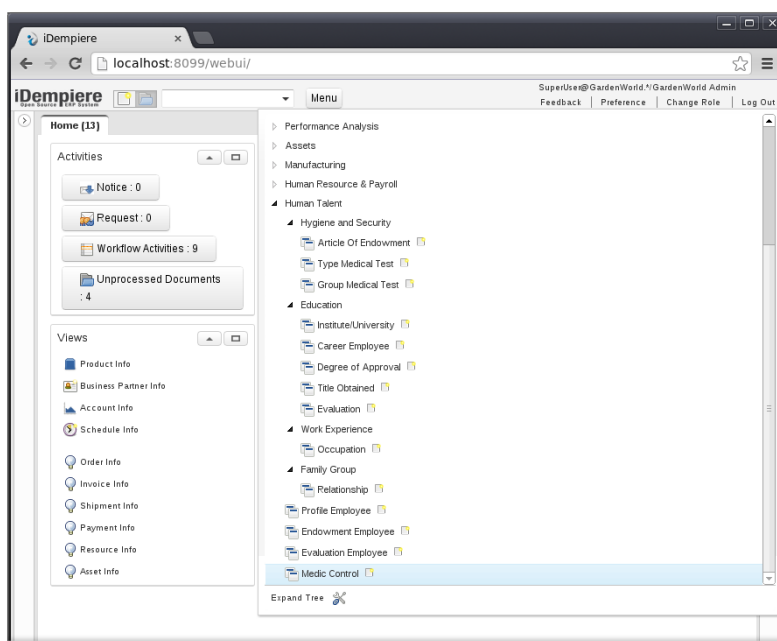 iDempiere
localhost:8099/webui/
iDempiere
Open Source ERP System
Menu
SuperUser@GardenWorld.*/GardenWorld Admin
Feedback | Preference | Change Role | Log Out
Home (13)
Activities
Notice : 0
Request : 0
Workflow Activities : 9
Unprocessed Documents
: 4
Views
Product Info
Business Partner Info
Account Info
Schedule Info
Order Info
Invoice Info
Shipment Info
Payment Info
Resource Info
Asset Info
Performance Analysis
Assets
Manufacturing
Human Resource & Payroll
Human Talent
Hygiene and Security
Article Of Endowment
Type Medical Test
Group Medical Test
Education
Institute/University
Career Employee
Degree of Approval
Title Obtained
Evaluation
Work Experience
Occupation
Family Group
Relationship
Profile Employee
Endowment Employee
Evaluation Employee
Medic Control
Expand Tree